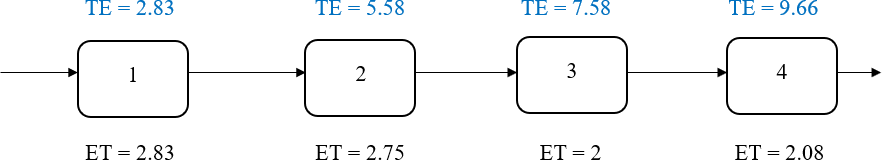 TE = 2.83 TE = 5.58 TE = 7.58 TE = 9.66
1 2 3 4
ET = 2.83 ET = 2.75 ET = 2 ET = 2.08